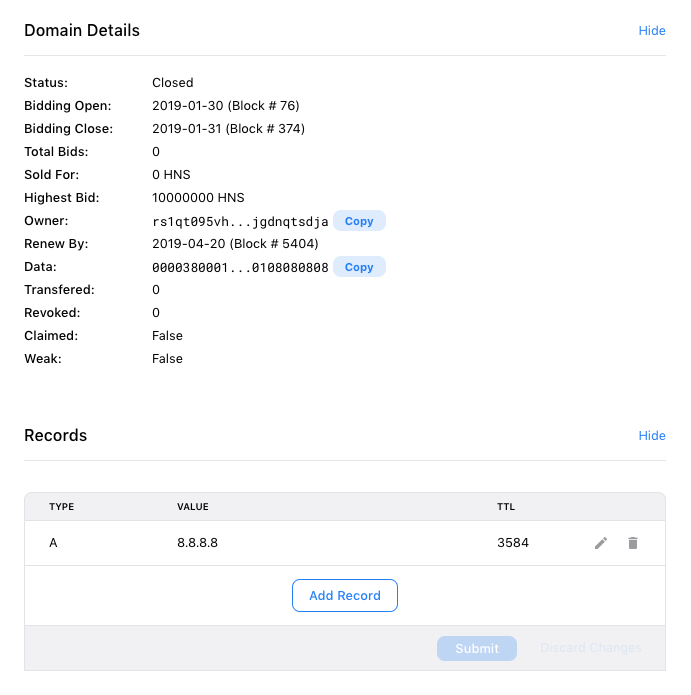 Domain Details Hide
Status: Closed
Bidding Open: 2019-01-30 (Block # 76)
Bidding Close: 2019-01-31 (Block # 374)
Total Bids: 0
Sold For: 0 HNS
Highest Bid: 10000000 HNS
Owner: rs1qt095vh...jgdnqtsdja Copy
Renew By: 2019-04-20 (Block # 5404)
Data: 0000380001...0108080808 Copy
Transfered: 0
Revoked: 0
Claimed: False
Weak: False
Records Hide
TYPE VALUE TTL
A 8.8.8.8 3584
Add Record
Submit Discard Changes